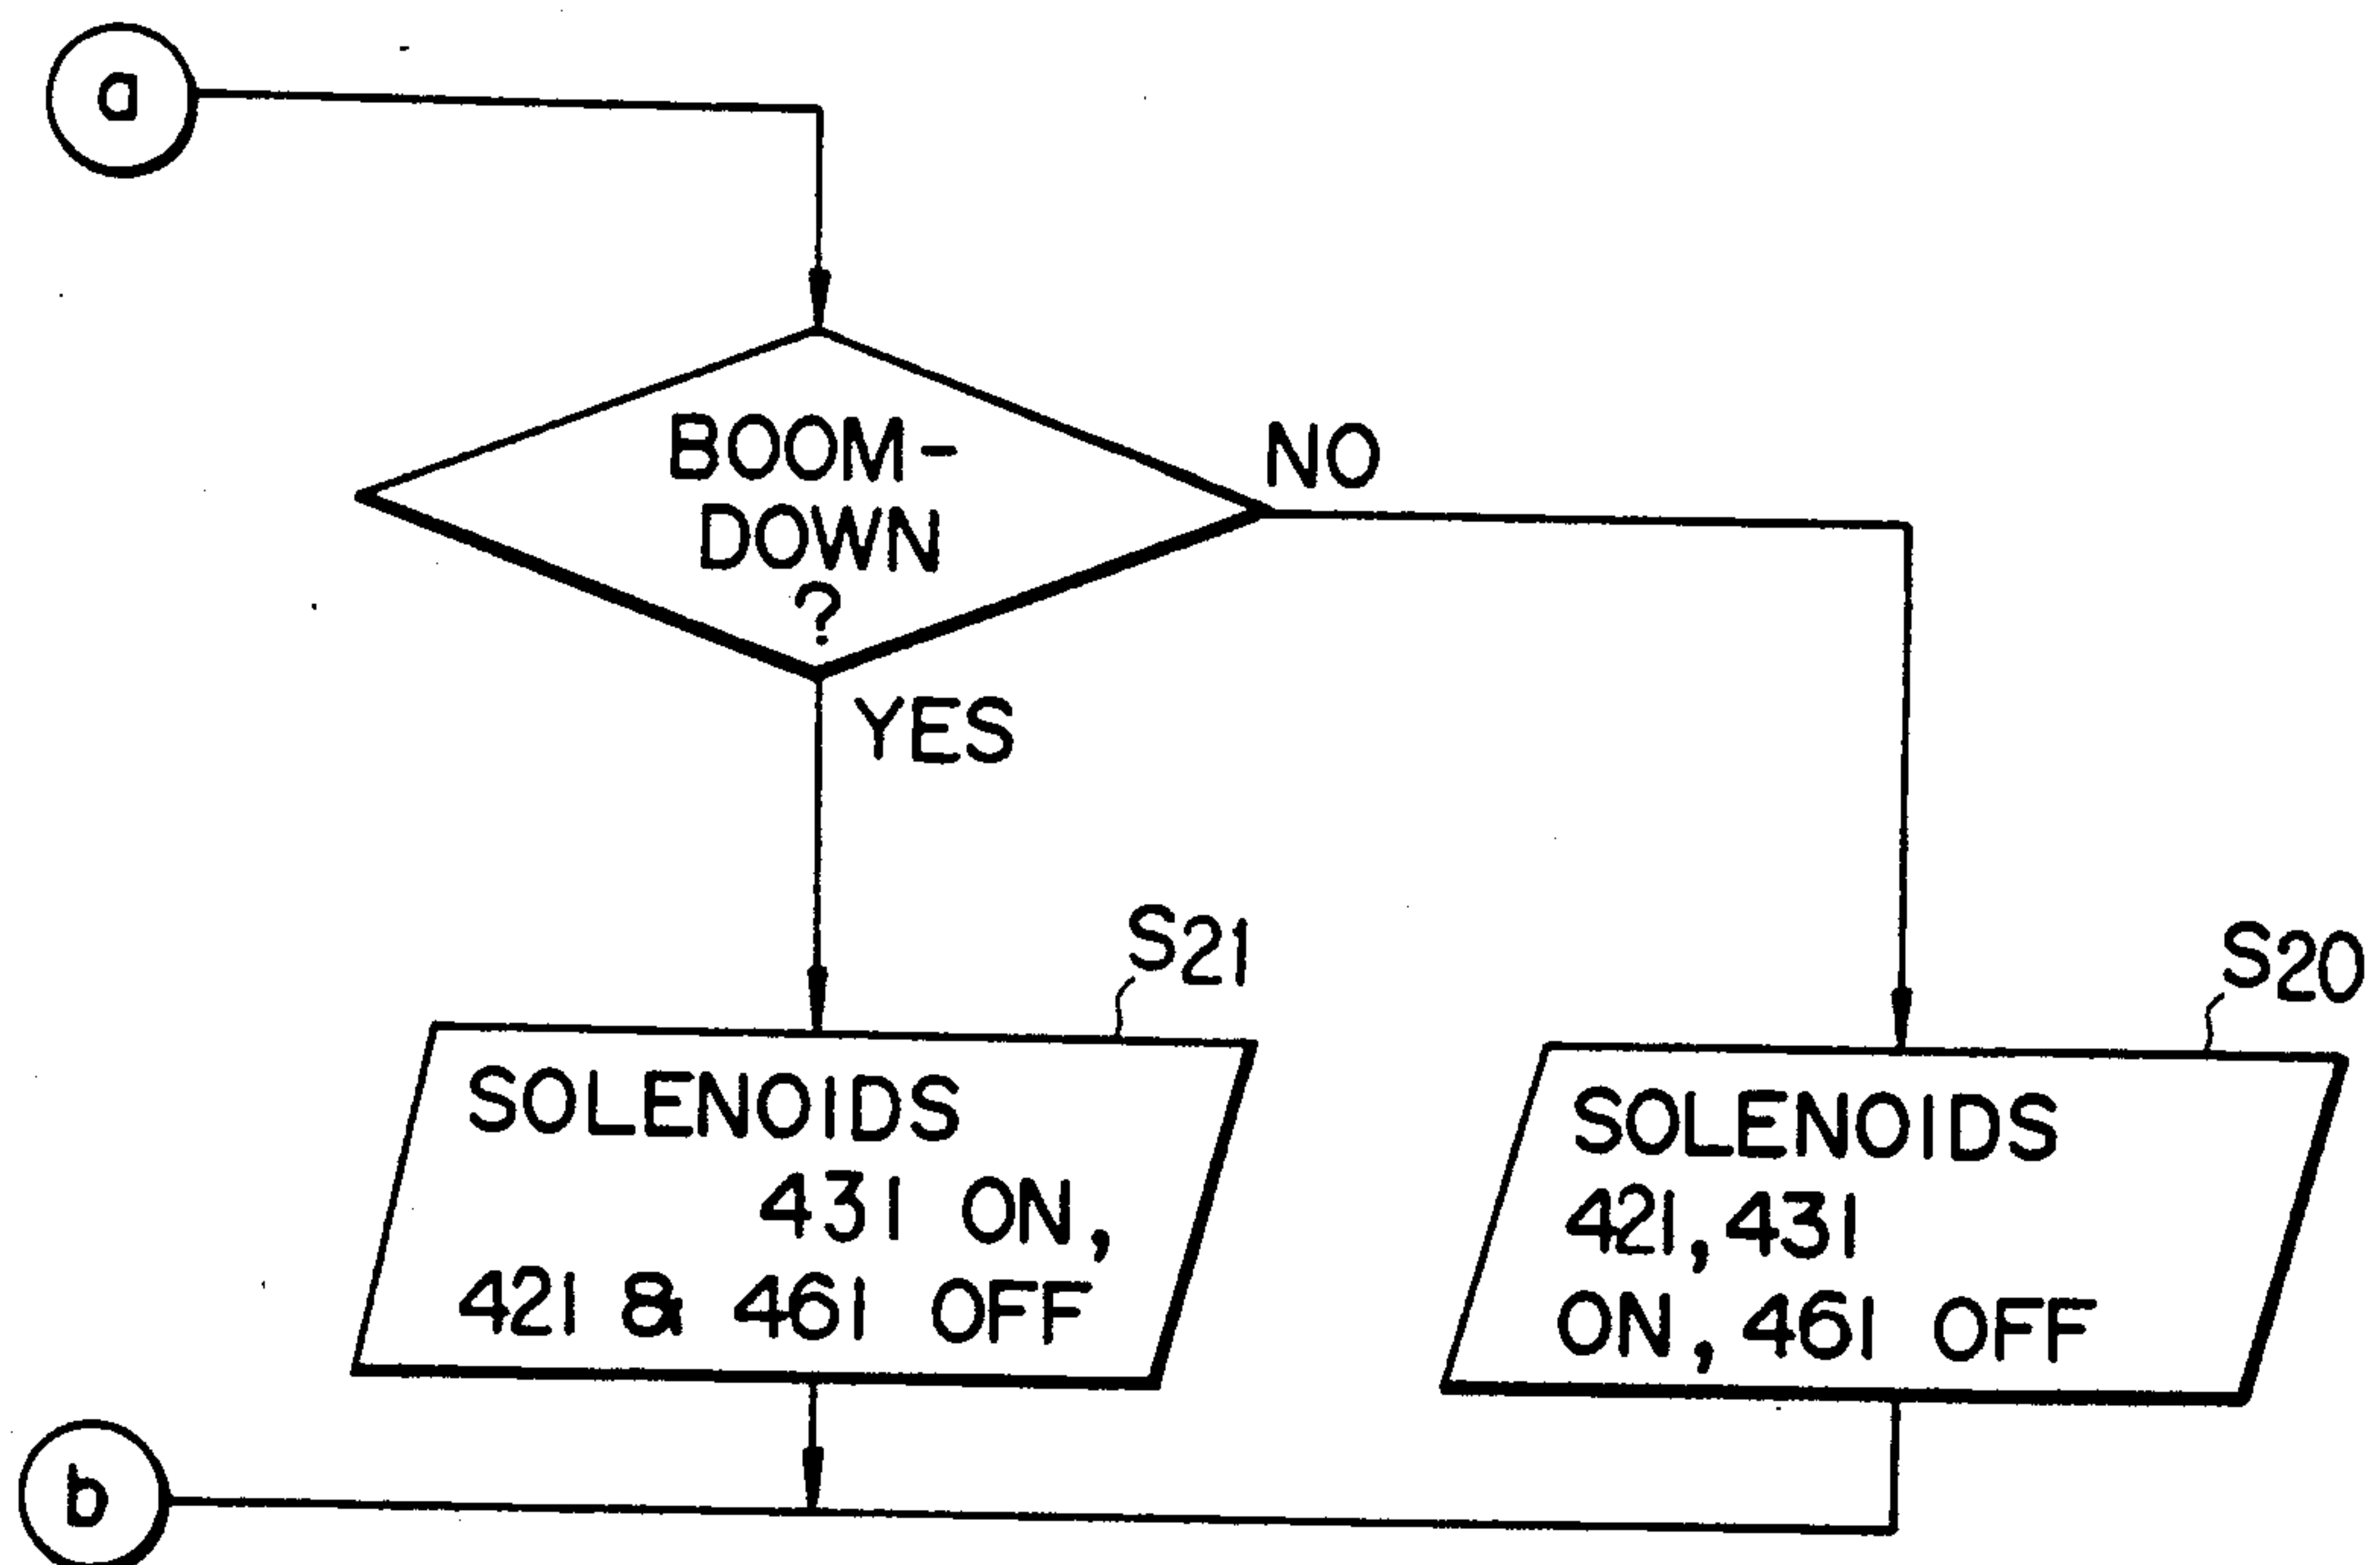 a
BOOM-
DOWN
?
NO
YES
S21
SOLENOIDS
431 ON,
421 & 461 OFF
S20
SOLENOIDS
421,431
ON,461 OFF
b